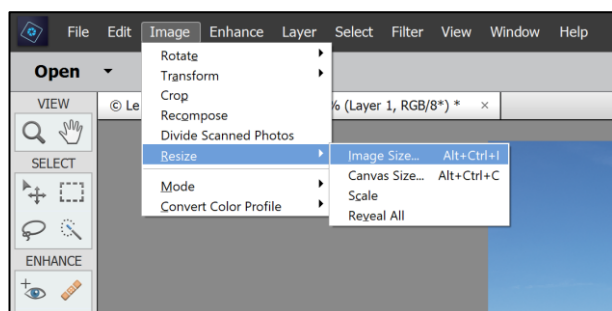 File Edit Image Enhance Layer Select Filter View Window Help
Open
VIEW
© Le % (Layer 1, RGB/8*) * ×
Rotate
Transform
Crop
Recompose
Divide Scanned Photos
Resize
Mode
Convert Color Profile
Image Size... Alt+Ctrl+I
Canvas Size... Alt+Ctrl+C
Scale
Reveal All
SELECT
ENHANCE